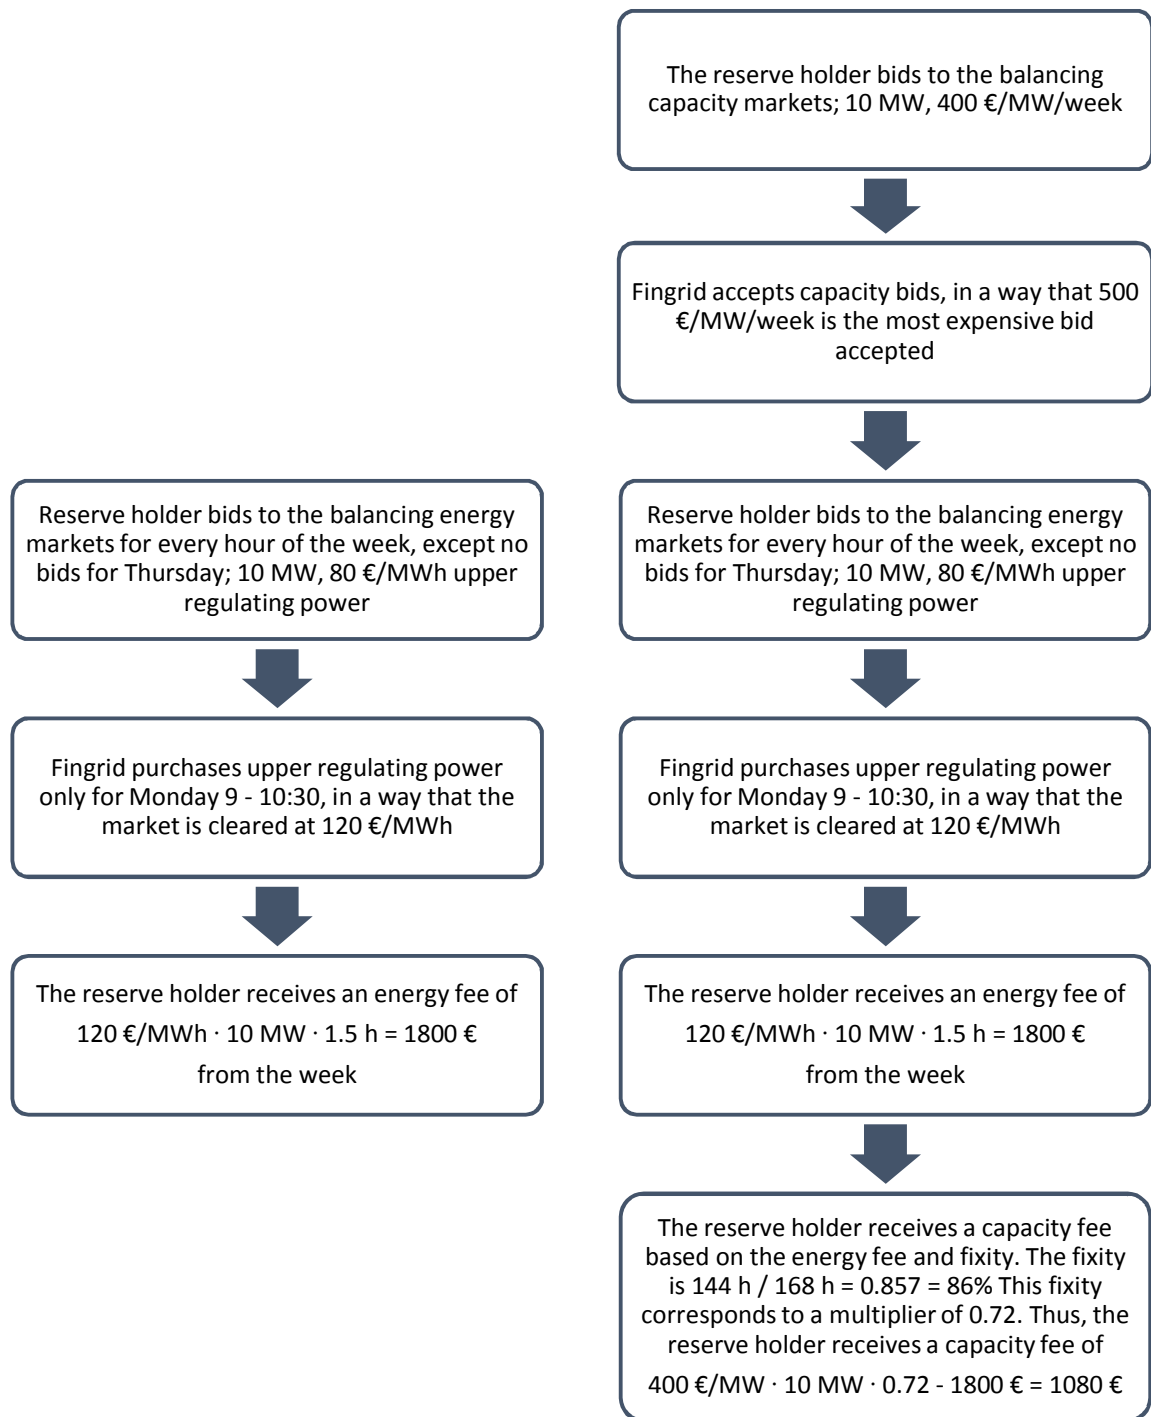 The reserve holder bids to the balancing
capacity markets; 10 MW, 400 €/MW/week
Fingrid accepts capacity bids, in a way that 500
€/MW/week is the most expensive bid
accepted
Reserve holder bids to the balancing energy
markets for every hour of the week, except no
bids for Thursday; 10 MW, 80 €/MWh upper
regulating power
Reserve holder bids to the balancing energy
markets for every hour of the week, except no
bids for Thursday; 10 MW, 80 €/MWh upper
regulating power
Fingrid purchases upper regulating power
only for Monday 9 - 10:30, in a way that the
market is cleared at 120 €/MWh
Fingrid purchases upper regulating power
only for Monday 9 - 10:30, in a way that the
market is cleared at 120 €/MWh
The reserve holder receives an energy fee of
120 €/MWh · 10 MW · 1.5 h = 1800 €
from the week
The reserve holder receives an energy fee of
120 €/MWh · 10 MW · 1.5 h = 1800 €
from the week
The reserve holder receives a capacity fee
based on the energy fee and fixity. The fixity
is 144 h / 168 h = 0.857 = 86% This fixity
corresponds to a multiplier of 0.72. Thus, the
reserve holder receives a capacity fee of
400 €/MW · 10 MW · 0.72 - 1800 € = 1080 €